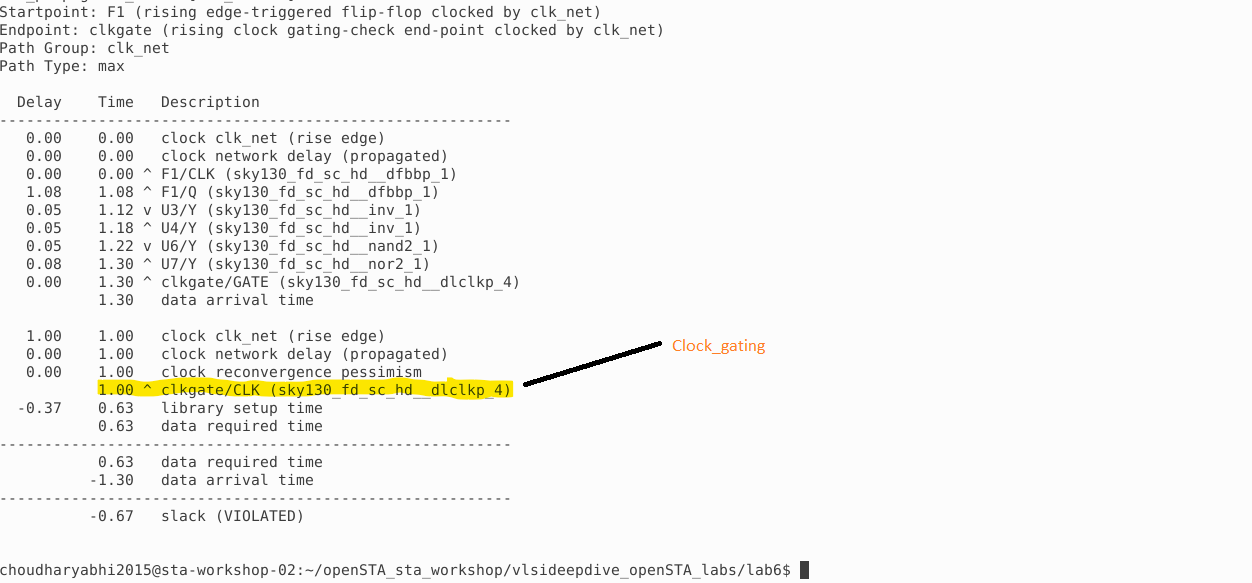 Startpoint: F1 (rising edge-triggered flip-flop clocked by clk_net)
Endpoint: clkgate (rising clock gating-check end-point clocked by clk_net)
Path Group: clk_net
Path Type: max
Delay Time Description
-----------------------------------------------------------
0.00 0.00 clock clk_net (rise edge)
0.00 0.00 clock network delay (propagated)
0.00 0.00 ^ F1/CLK (sky130_fd_sc_hd__dfbbp_1)
1.08 1.08 ^ F1/Q (sky130_fd_sc_hd__dfbbp_1)
0.05 1.12 v U3/Y (sky130_fd_sc_hd__inv_1)
0.05 1.18 ^ U4/Y (sky130_fd_sc_hd__inv_1)
0.05 1.22 v U6/Y (sky130_fd_sc_hd__nand2_1)
0.08 1.30 ^ U7/Y (sky130_fd_sc_hd__nor2_1)
0.00 1.30 ^ clkgate/GATE (sky130_fd_sc_hd__dlclkp_4)
1.30 data arrival time
1.00 1.00 clock clk_net (rise edge)
0.00 1.00 clock network delay (propagated)
0.00 1.00 clock reconvergence pessimism
1.00 ^ clkgate/CLK (sky130_fd_sc_hd__dlclkp_4)
Clock_gating
-0.37 0.63 library setup time
0.63 data required time
-----------------------------------------------------------
0.63 data required time
-1.30 data arrival time
-----------------------------------------------------------
-0.67 slack (VIOLATED)
choudharyabhi2015@sta-workshop-02:~/openSTA_sta_workshop/vlsideepdive_openSTA_labs/lab6$